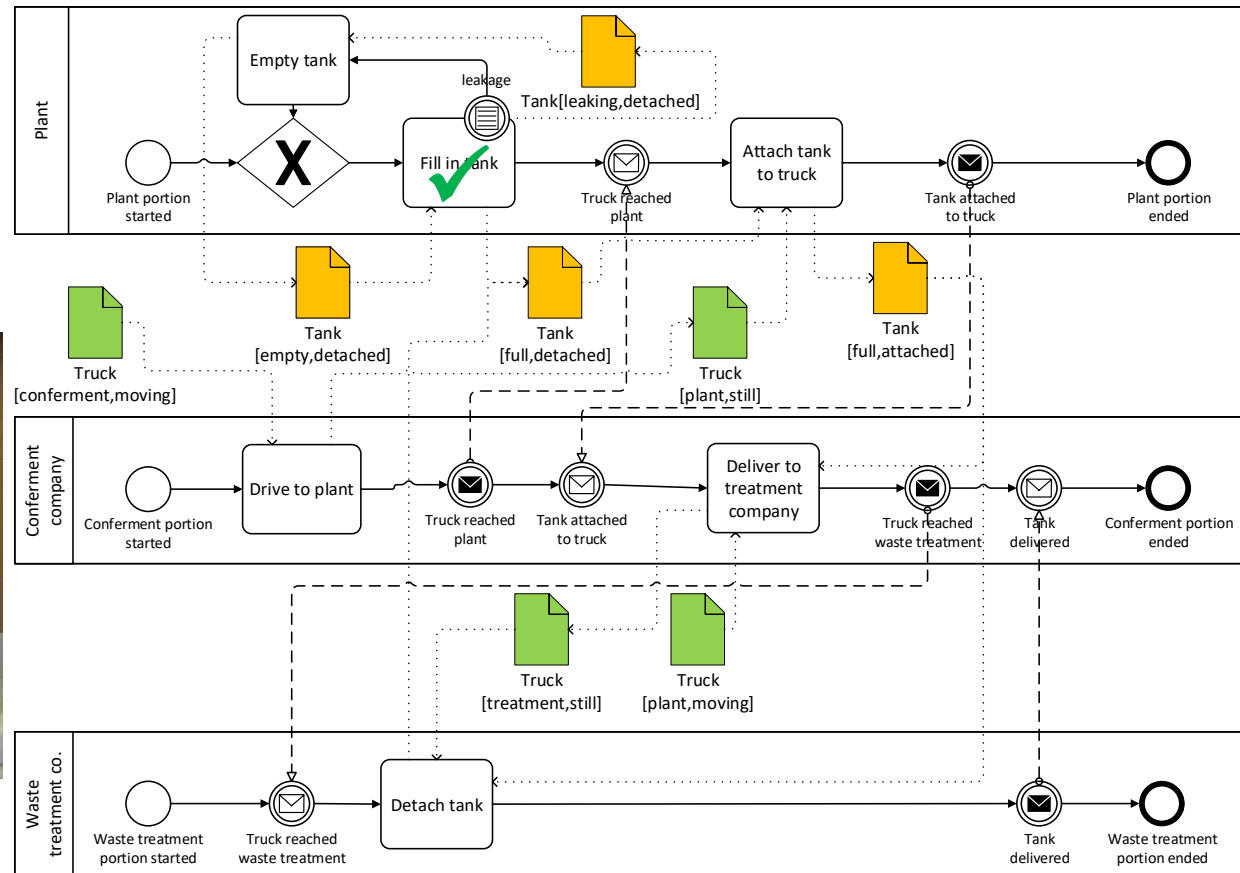 Plant
Empty tank
leakage
Tank[leaking,detached]
Fill in tank
Attach tank
to truck
Plant portion
started
Truck reached
plant
Tank attached
to truck
Plant portion
ended
X
Tank
[empty,detached]
Tank
[full,detached]
Tank
[full,attached]
Truck
[conferment,moving]
Truck
[plant,still]
Conferment
company
Drive to plant
Deliver to
treatment
company
Conferment portion
started
Truck reached
plant
Tank attached
to truck
Truck reached
waste treatment
Tank
delivered
Conferment portion
ended
Truck
[treatment,still]
Truck
[plant,moving]
Waste
treatment co.
Detach tank
Waste treatment
portion started
Truck reached
waste treatment
Tank
delivered
Waste treatment
portion ended